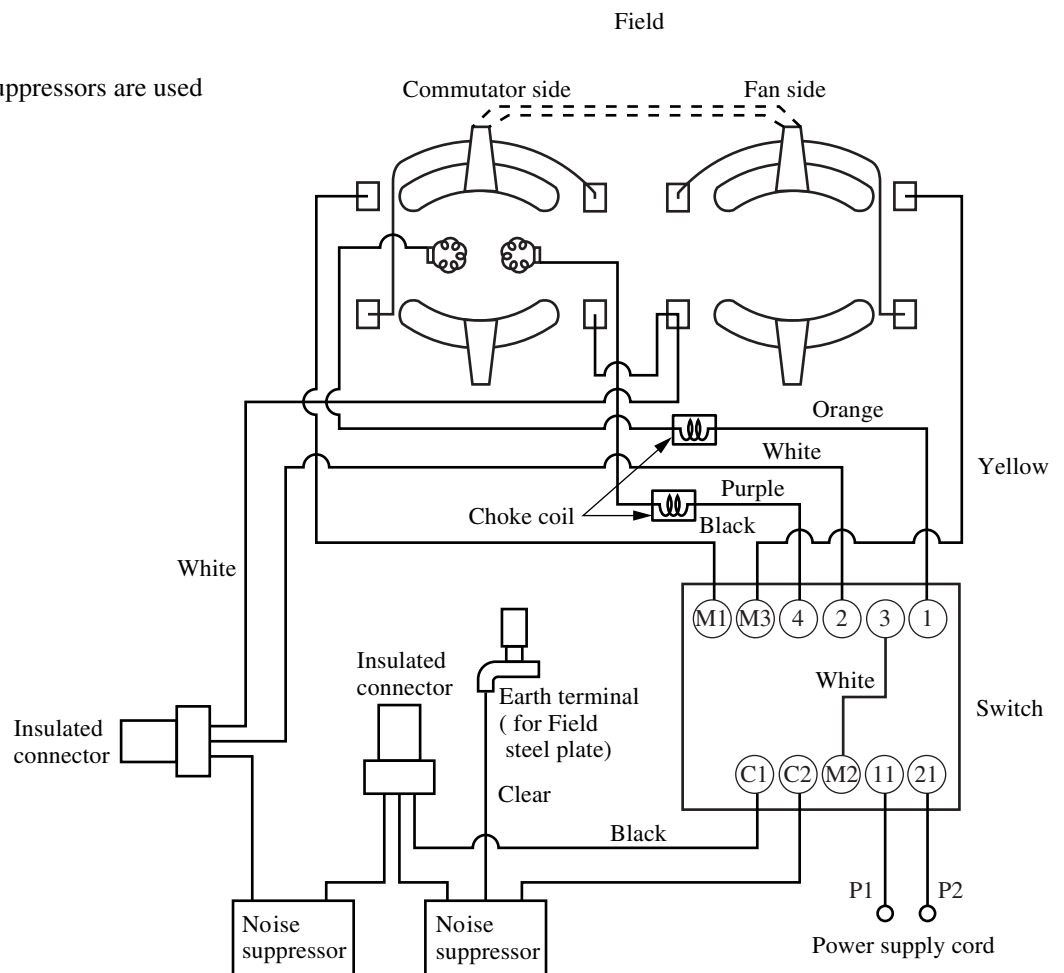 Field
uppressors are used
Commutator side
Fan side
Orange
White
Yellow
Purple
Choke coil
Black
White
M1 M3 4 2 3 1
Insulated
connector
Earth terminal
( for Field
steel plate)
White
Switch
Insulated
connector
C1 C2 M2 11 21
Clear
Black
P1
P2
Noise
suppressor
Noise
suppressor
Power supply cord